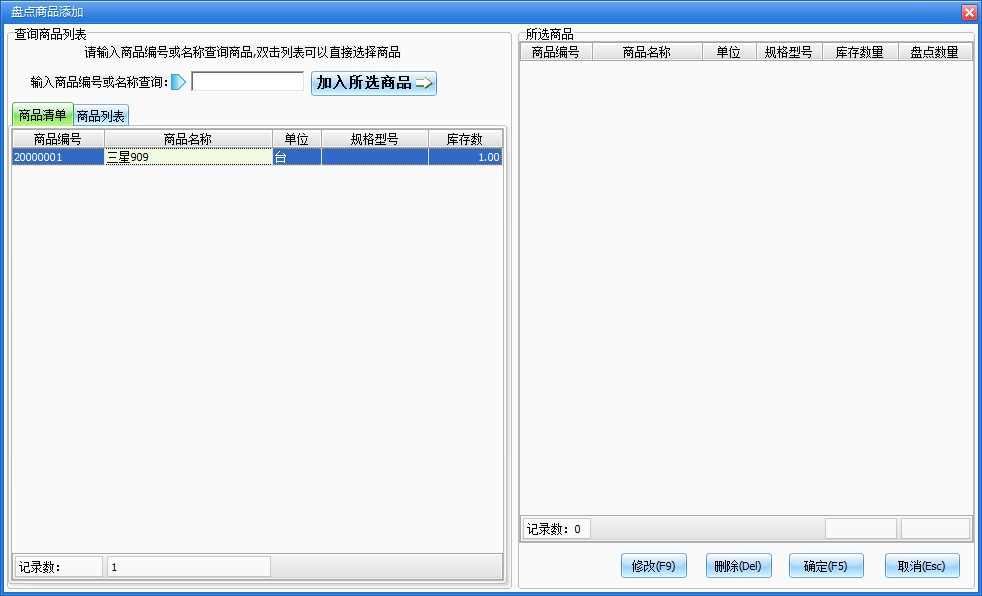 盘点商品添加
查询商品列表
请输入商品编号或名称查询商品,双击列表可以直接选择商品
输入商品编号或名称查询: 加入所选商品
商品清单 商品列表
商品编号 商品名称 单位 规格型号 库存数
20000001 三星909 台 1.00
记录数: 1
所选商品
商品编号 商品名称 单位 规格型号 库存数量 盘点数量
记录数: 0
修改(F9) 删除(Del) 确定(F5) 取消(Esc)